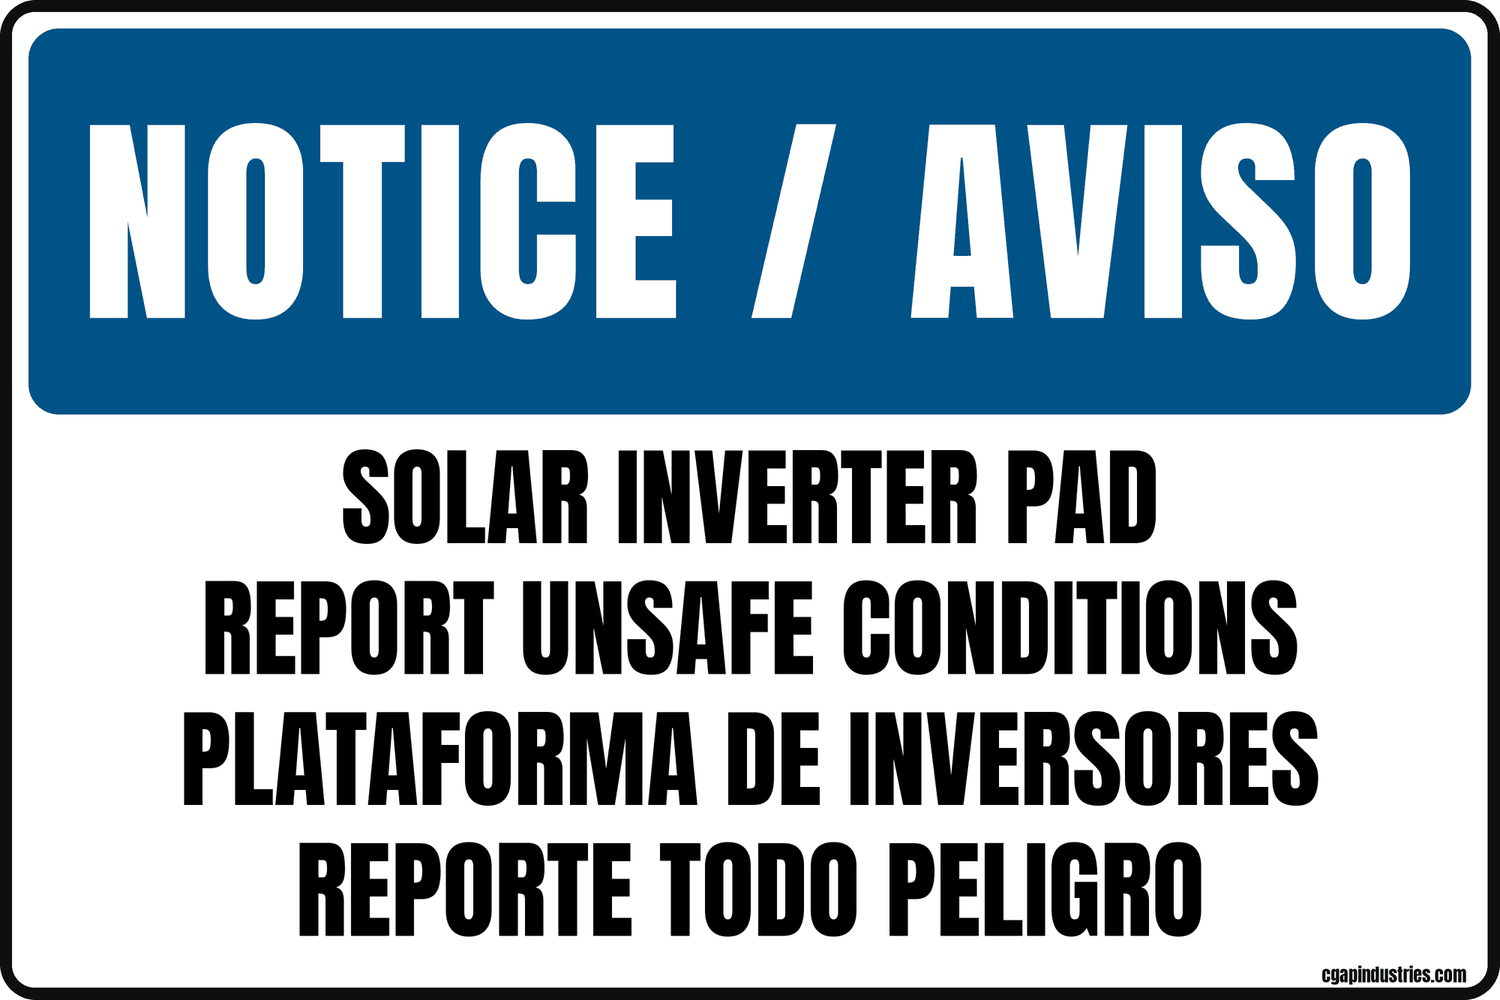 NOTICE / AVISO
SOLAR INVERTER PAD
REPORT UNSAFE CONDITIONS
PLATAFORMA DE INVERSORES
REPORTE TODO PELIGRO
cgapindustries.com